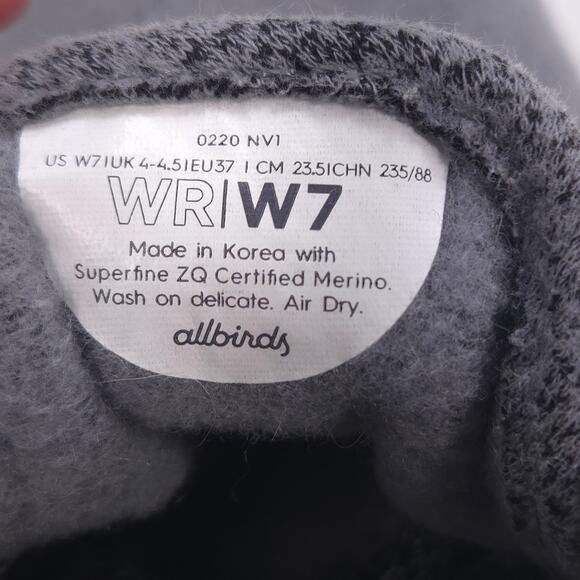 0220 NV1
US W7|UK 4-4.5|EU37 | CM 23.5|CHN 235/88
WR|W7
Made in Korea with
Superfine ZQ Certified Merino.
Wash on delicate. Air Dry.
allbirds